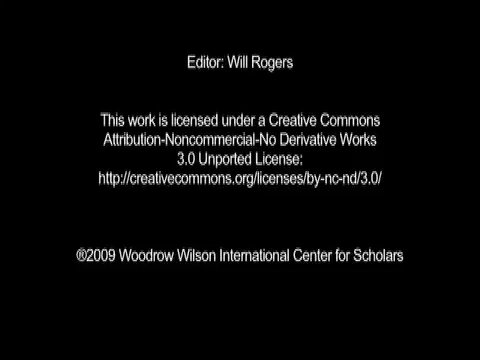 Editor: Will Rogers
This work is licensed under a Creative Commons
Attribution-Noncommercial-No Derivative Works
3.0 Unported License:
http://creativecommons.org/licenses/by-nc-nd/3.0/
®2009 Woodrow Wilson International Center for Scholars